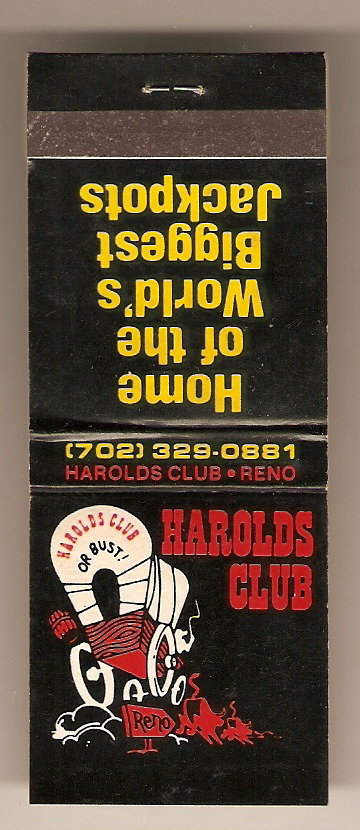 Home
of the
World's
Biggest
Jackpots
(702) 329-0881
HAROLDS CLUB • RENO
HAROLDS
CLUB
HAROLDS CLUB
OR BUST!
Reno